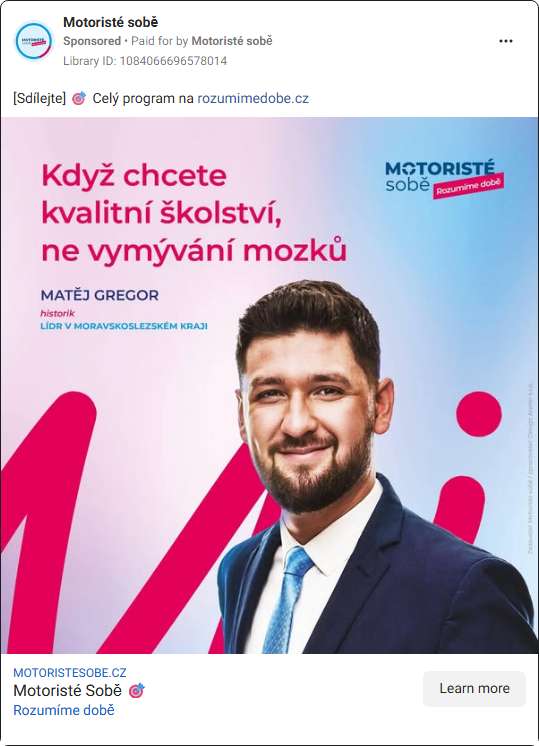 Motoristé sobě
Sponsored • Paid for by Motoristé sobě
Library ID: 1084066696578014
[Sdílejte] 🎯 Celý program na rozumimedobe.cz
Když chcete
kvalitní školství,
ne vymývání mozků
MOTORISTÉ
sobě Rozumíme době
MATĚJ GREGOR
historik
LÍDR V MORAVSKOSLEZSKÉM KRAJI
MOTORISTESOBE.CZ
Motoristé Sobě 🎯
Rozumíme době
Learn more